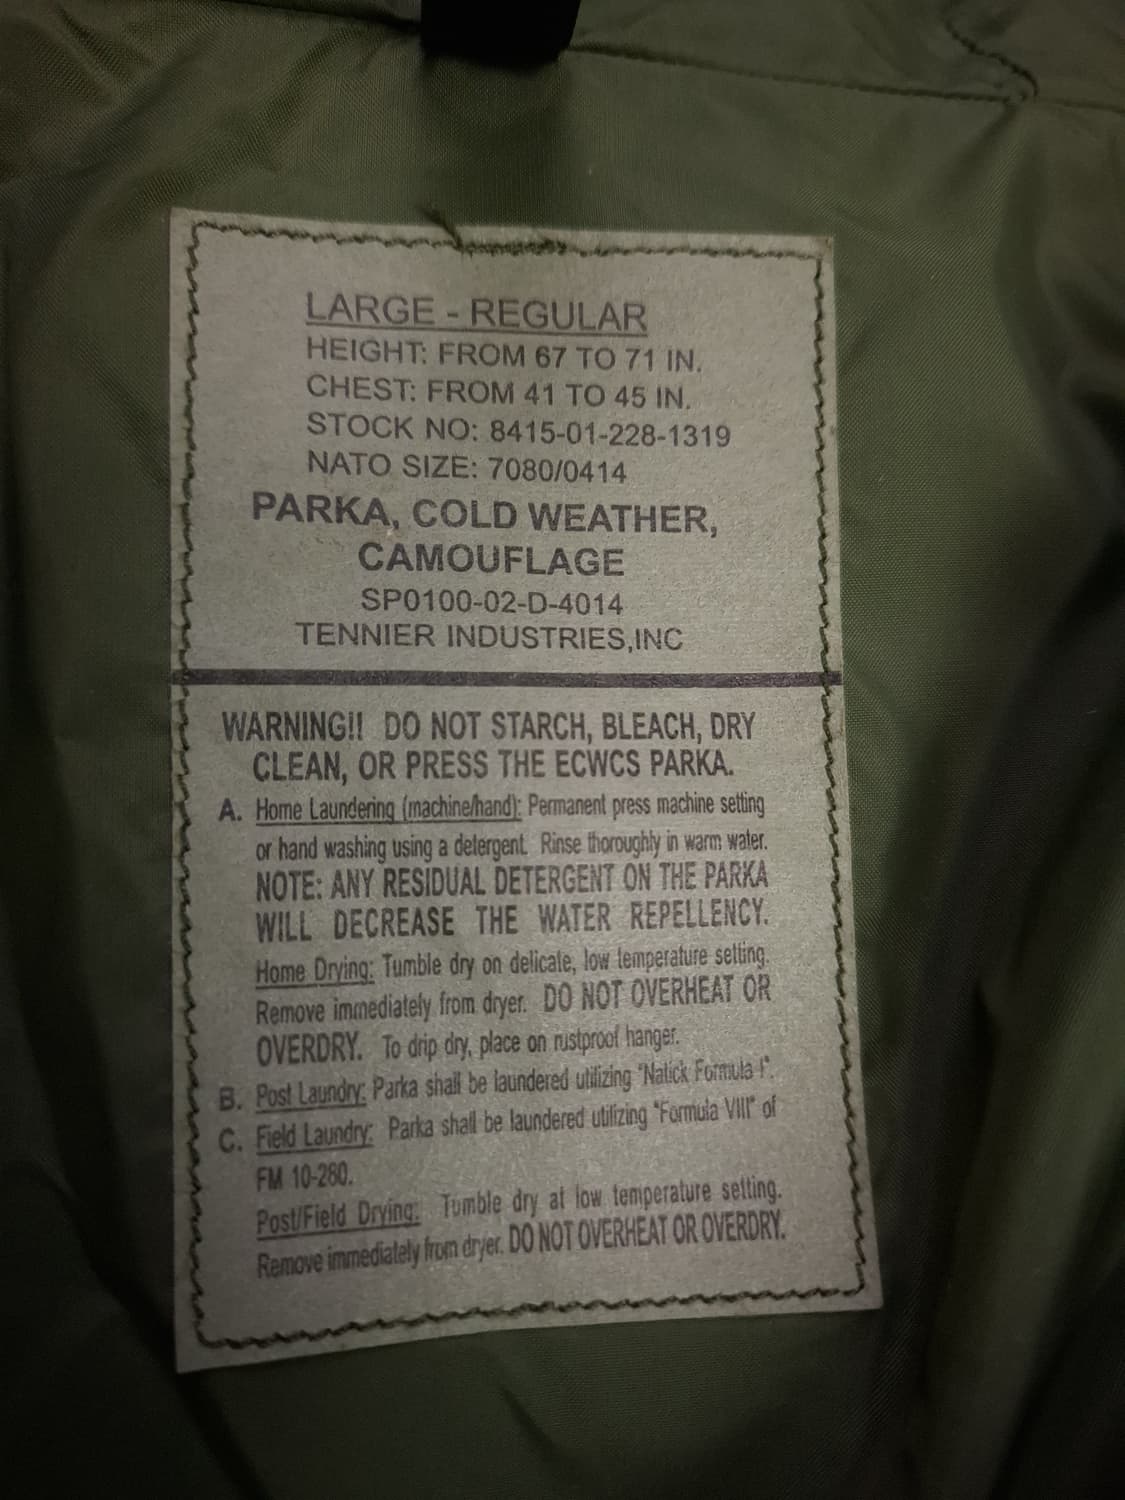 LARGE - REGULAR
HEIGHT: FROM 67 TO 71 IN.
CHEST: FROM 41 TO 45 IN.
STOCK NO: 8415-01-228-1319
NATO SIZE: 7080/0414
PARKA, COLD WEATHER,
CAMOUFLAGE
SP0100-02-D-4014
TENNIER INDUSTRIES,INC
WARNING!! DO NOT STARCH, BLEACH, DRY
CLEAN, OR PRESS THE ECWCS PARKA.
A. Home Laundering (machine/hand): Permanent press machine setting
or hand washing using a detergent. Rinse thoroughly in warm water.
NOTE: ANY RESIDUAL DETERGENT ON THE PARKA
WILL DECREASE THE WATER REPELLENCY.
Home Drying: Tumble dry on delicate, low temperature setting.
Remove immediately from dryer. DO NOT OVERHEAT OR
OVERDRY. To drip dry, place on rustproof hanger.
B. Post Laundry: Parka shall be laundered utilizing "Natick Formula I".
C. Field Laundry: Parka shall be laundered utilizing "Formula VIII" of
FM 10-280.
Post/Field Drying: Tumble dry at low temperature setting.
Remove immediately from dryer. DO NOT OVERHEAT OR OVERDRY.